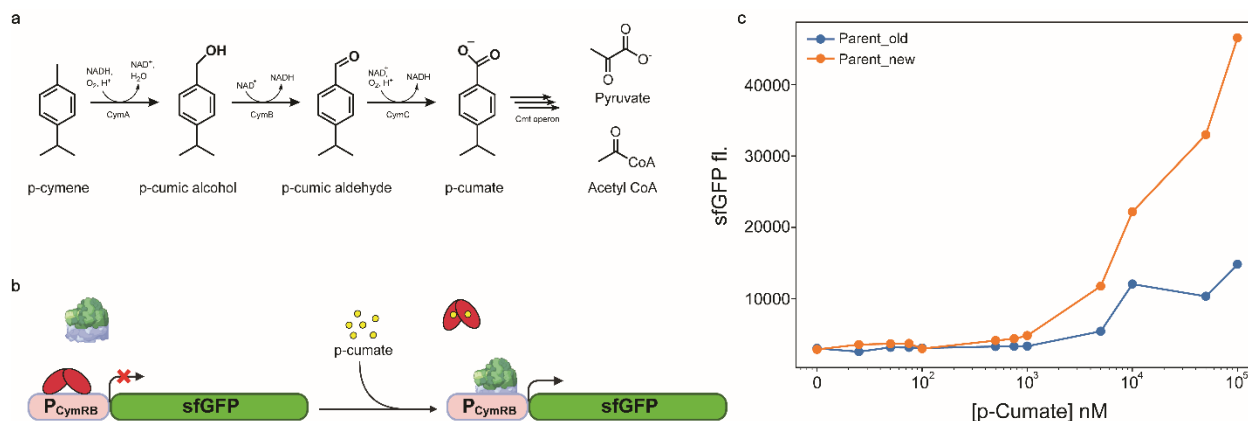 a
OH
NADH,
O₂, H⁺
NAD⁺,
H₂O
CymA
NAD⁺
NADH
CymB
O
NAD⁺,
O₂, H⁺
NADH
CymC
O⁻
O
Cmt operon
O
O⁻
O
Pyruvate
O
CoA
Acetyl CoA
p-cymene
p-cumic alcohol
p-cumic aldehyde
p-cumate
b
PCymRB
sfGFP
p-cumate
PCymRB
sfGFP
c
Parent_old
Parent_new
sfGFP fl.
40000
30000
20000
10000
0
10²
10³
10⁴
10⁵
[p-Cumate] nM